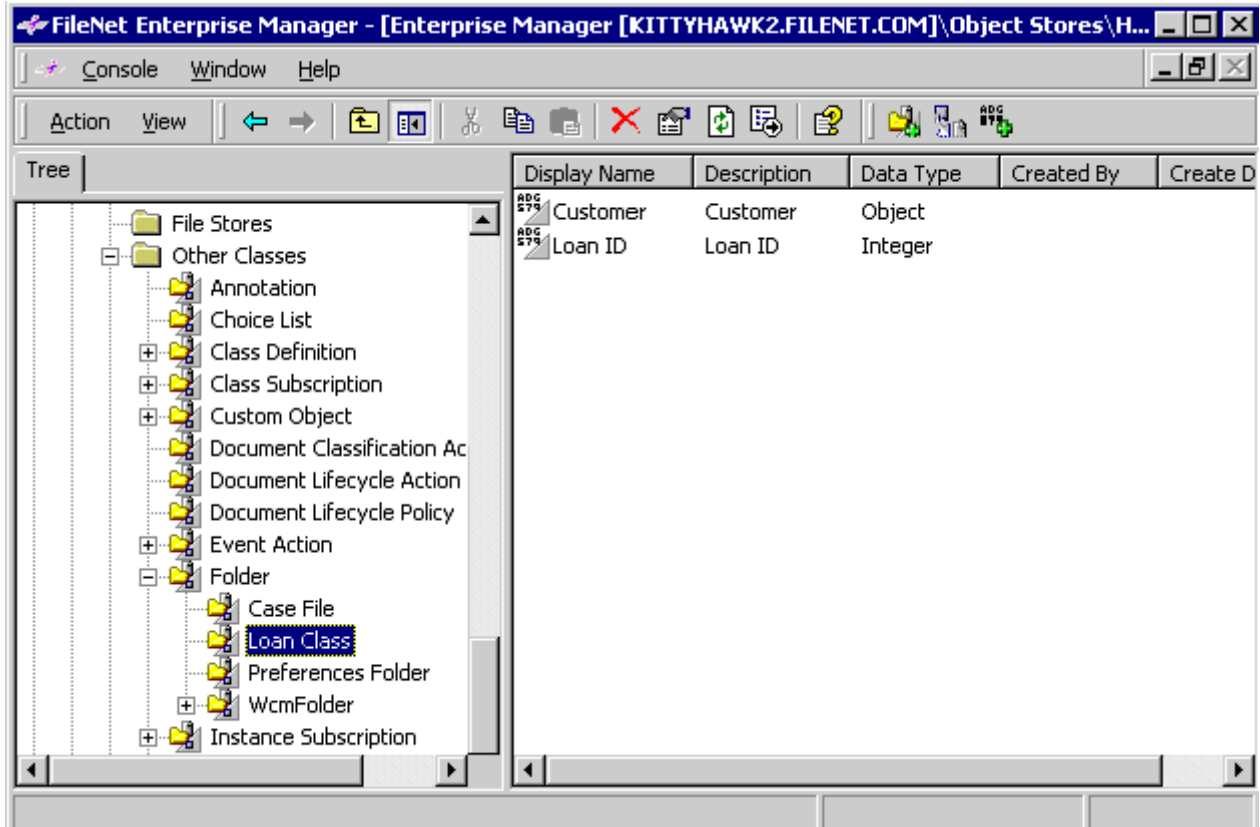 FileNet Enterprise Manager - [Enterprise Manager [KITTYHAWK2.FILENET.COM]\Object Stores\H...
Console Window Help
Action View
Tree
File Stores
Other Classes
Annotation
Choice List
Class Definition
Class Subscription
Custom Object
Document Classification Ac
Document Lifecycle Action
Document Lifecycle Policy
Event Action
Folder
Case File
Loan Class
Preferences Folder
WcmFolder
Instance Subscription
Display Name Description Data Type Created By Create D
Customer Customer Object
Loan ID Loan ID Integer